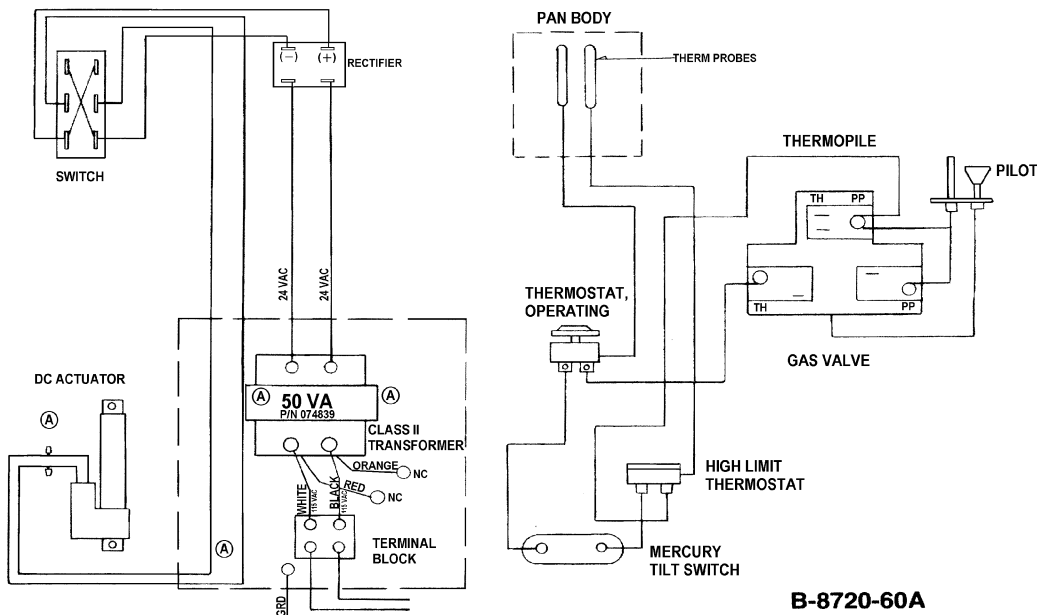 PAN BODY
(-) (+)
RECTIFIER
THERM PROBES
SWITCH
THERMOPILE
PILOT
TH PP
24 VAC
24 VAC
THERMOSTAT,
OPERATING
TH
PP
GAS VALVE
DC ACTUATOR
A
A
50 VA
A
P/N 074839
CLASS II
TRANSFORMER
ORANGE
NC
RED
NC
WHITE
115 VAC
BLACK
115 VAC
HIGH LIMIT
THERMOSTAT
A
TERMINAL
BLOCK
MERCURY
TILT SWITCH
GRD
B-8720-60A